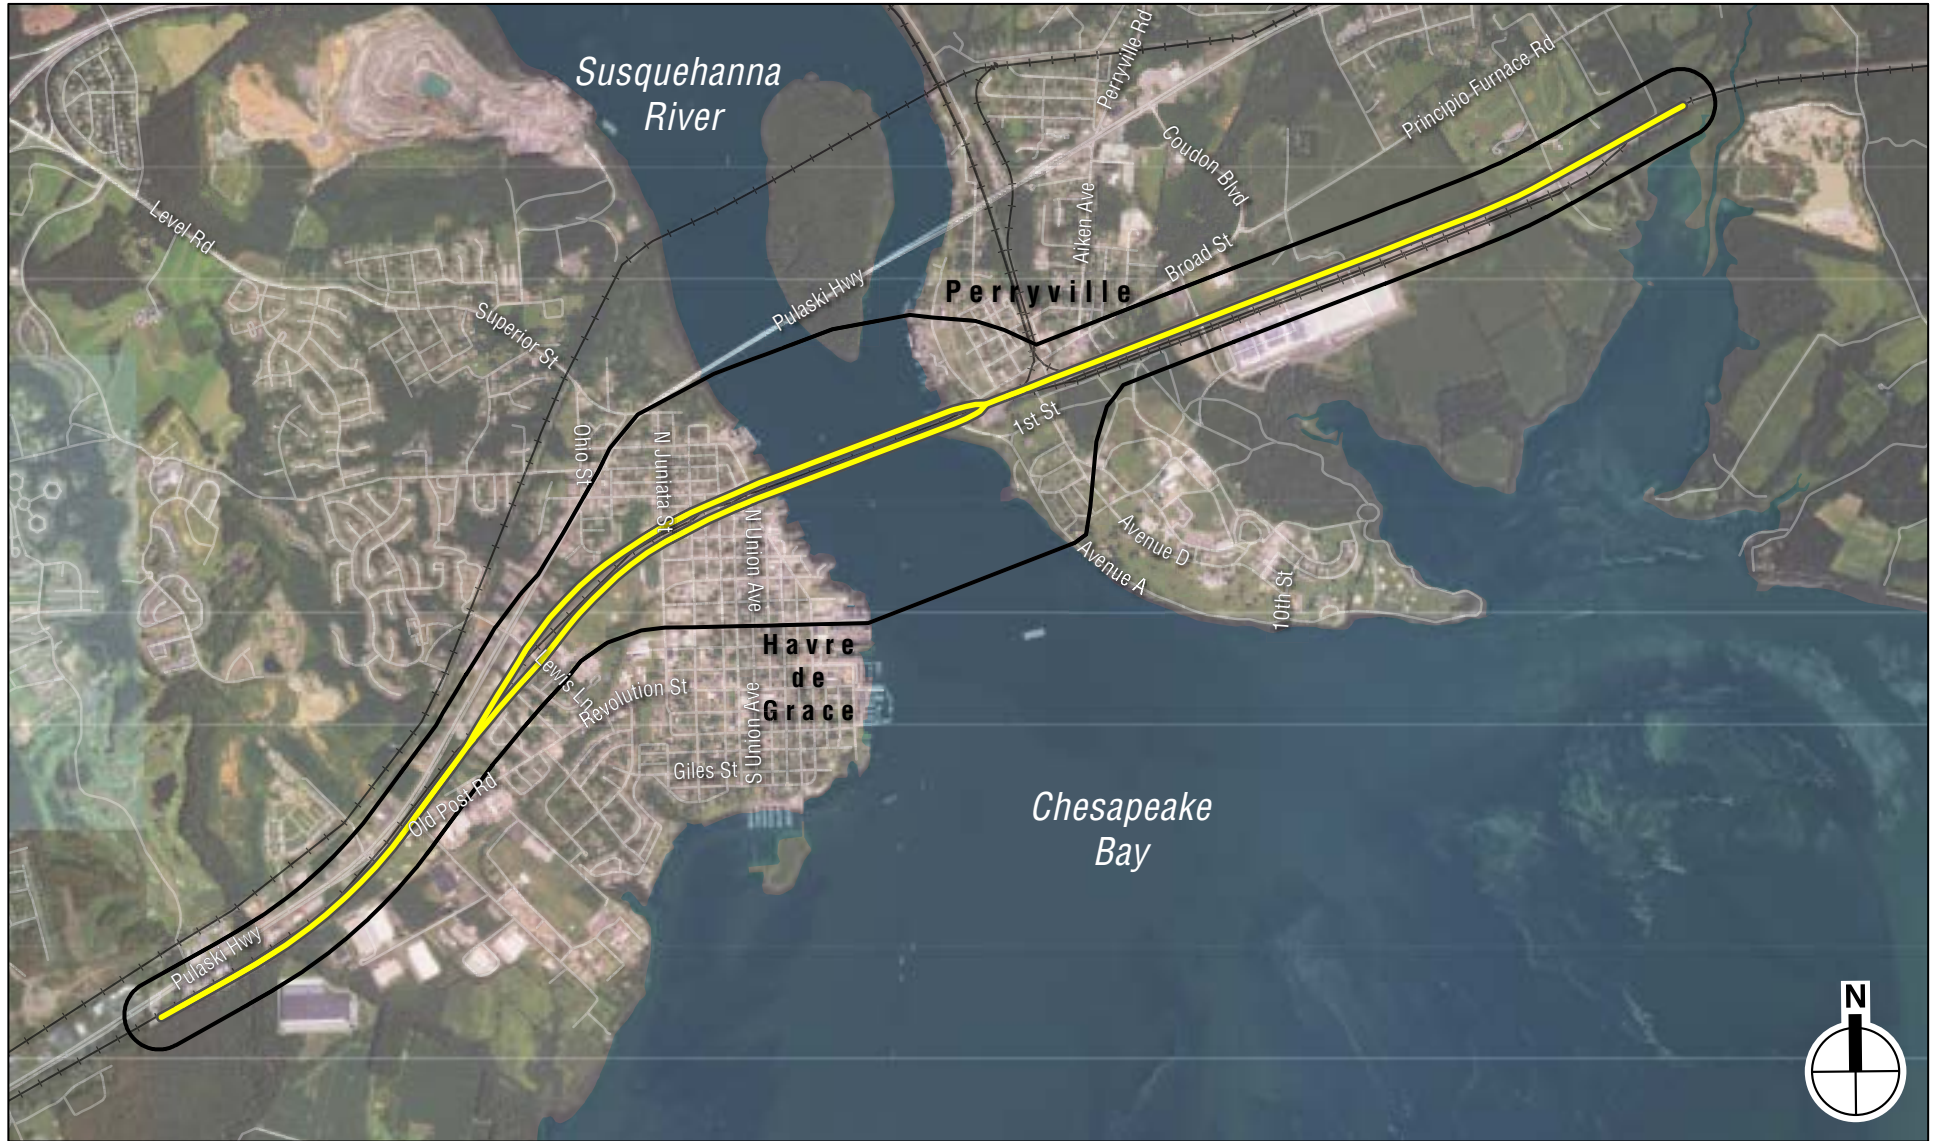 Susquehanna
River
Perryville Rd
Principio Furnace Rd
Coudon Blvd
Level Rd
Aiken Ave
Broad St
Pulaski Hwy
Perryville
Superior St
1st St
Ohio St
N Juniata St
N Union Ave
Avenue D
Avenue A
10th St
Havre
de
Grace
Lewis Ln
Revolution St
S Union Ave
Giles St
Old Post Rd
Chesapeake
Bay
Pulaski Hwy
N